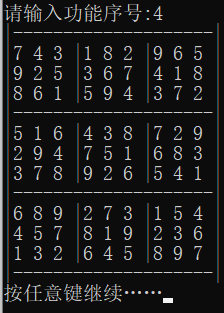 请输入功能序号:4
---------------------
|7 4 3 |1 8 2 |9 6 5 |
|9 2 5 |3 6 7 |4 1 8 |
|8 6 1 |5 9 4 |3 7 2 |
---------------------
|5 1 6 |4 3 8 |7 2 9 |
|2 9 4 |7 5 1 |6 8 3 |
|3 7 8 |9 2 6 |5 4 1 |
---------------------
|6 8 9 |2 7 3 |1 5 4 |
|4 5 7 |8 1 9 |2 3 6 |
|1 3 2 |6 4 5 |8 9 7 |
---------------------
按任意键继续……